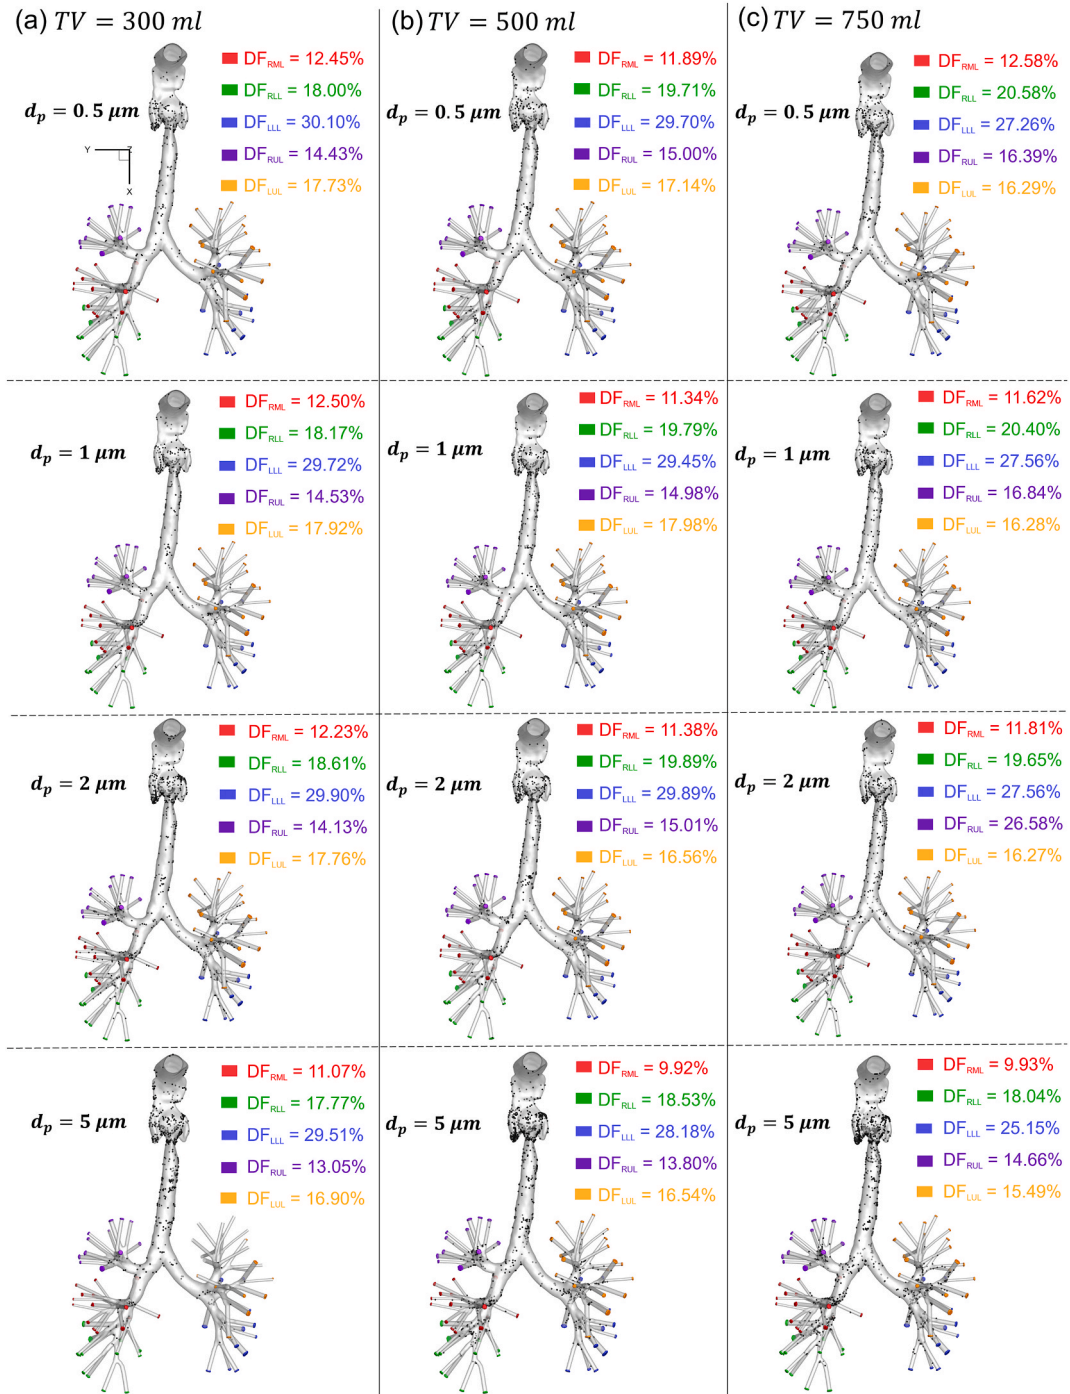 (a) TV = 300 ml
d_p = 0.5 μm
DF_RML = 12.45%
DF_RLL = 18.00%
DF_LLL = 30.10%
DF_RUL = 14.43%
DF_LUL = 17.73%
Y
Z
X
(b) TV = 500 ml
d_p = 0.5 μm
DF_RML = 11.89%
DF_RLL = 19.71%
DF_LLL = 29.70%
DF_RUL = 15.00%
DF_LUL = 17.14%
(c) TV = 750 ml
d_p = 0.5 μm
DF_RML = 12.58%
DF_RLL = 20.58%
DF_LLL = 27.26%
DF_RUL = 16.39%
DF_LUL = 16.29%
d_p = 1 μm
DF_RML = 12.50%
DF_RLL = 18.17%
DF_LLL = 29.72%
DF_RUL = 14.53%
DF_LUL = 17.92%
d_p = 1 μm
DF_RML = 11.34%
DF_RLL = 19.79%
DF_LLL = 29.45%
DF_RUL = 14.98%
DF_LUL = 17.98%
d_p = 1 μm
DF_RML = 11.62%
DF_RLL = 20.40%
DF_LLL = 27.56%
DF_RUL = 16.84%
DF_LUL = 16.28%
d_p = 2 μm
DF_RML = 12.23%
DF_RLL = 18.61%
DF_LLL = 29.90%
DF_RUL = 14.13%
DF_LUL = 17.76%
d_p = 2 μm
DF_RML = 11.38%
DF_RLL = 19.89%
DF_LLL = 29.89%
DF_RUL = 15.01%
DF_LUL = 16.56%
d_p = 2 μm
DF_RML = 11.81%
DF_RLL = 19.65%
DF_LLL = 27.56%
DF_RUL = 26.58%
DF_LUL = 16.27%
d_p = 5 μm
DF_RML = 11.07%
DF_RLL = 17.77%
DF_LLL = 29.51%
DF_RUL = 13.05%
DF_LUL = 16.90%
d_p = 5 μm
DF_RML = 9.92%
DF_RLL = 18.53%
DF_LLL = 28.18%
DF_RUL = 13.80%
DF_LUL = 16.54%
d_p = 5 μm
DF_RML = 9.93%
DF_RLL = 18.04%
DF_LLL = 25.15%
DF_RUL = 14.66%
DF_LUL = 15.49%